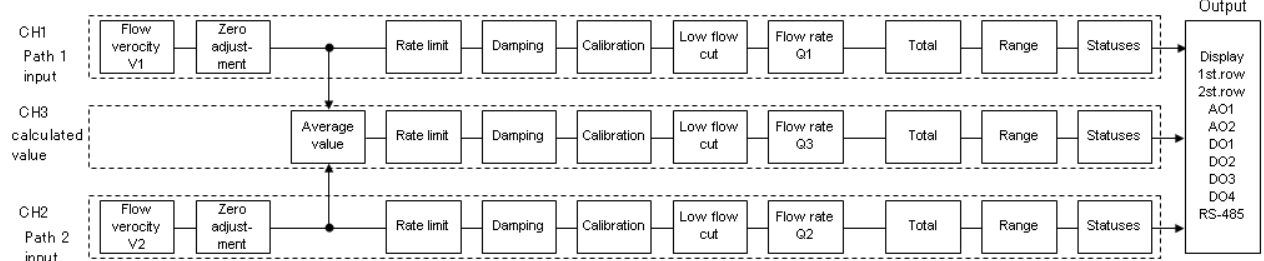 Output
CH1
Path 1
input
Flow
verocity
V1
Zero
adjust-
ment
Rate limit
Damping
Calibration
Low flow
cut
Flow rate
Q1
Total
Range
Statuses
CH3
calculated
value
Average
value
Rate limit
Damping
Calibration
Low flow
cut
Flow rate
Q3
Total
Range
Statuses
CH2
Path 2
input
Flow
verocity
V2
Zero
adjust-
ment
Rate limit
Damping
Calibration
Low flow
cut
Flow rate
Q2
Total
Range
Statuses
Display
1st.row
2st.row
AO1
AO2
DO1
DO2
DO3
DO4
RS-485